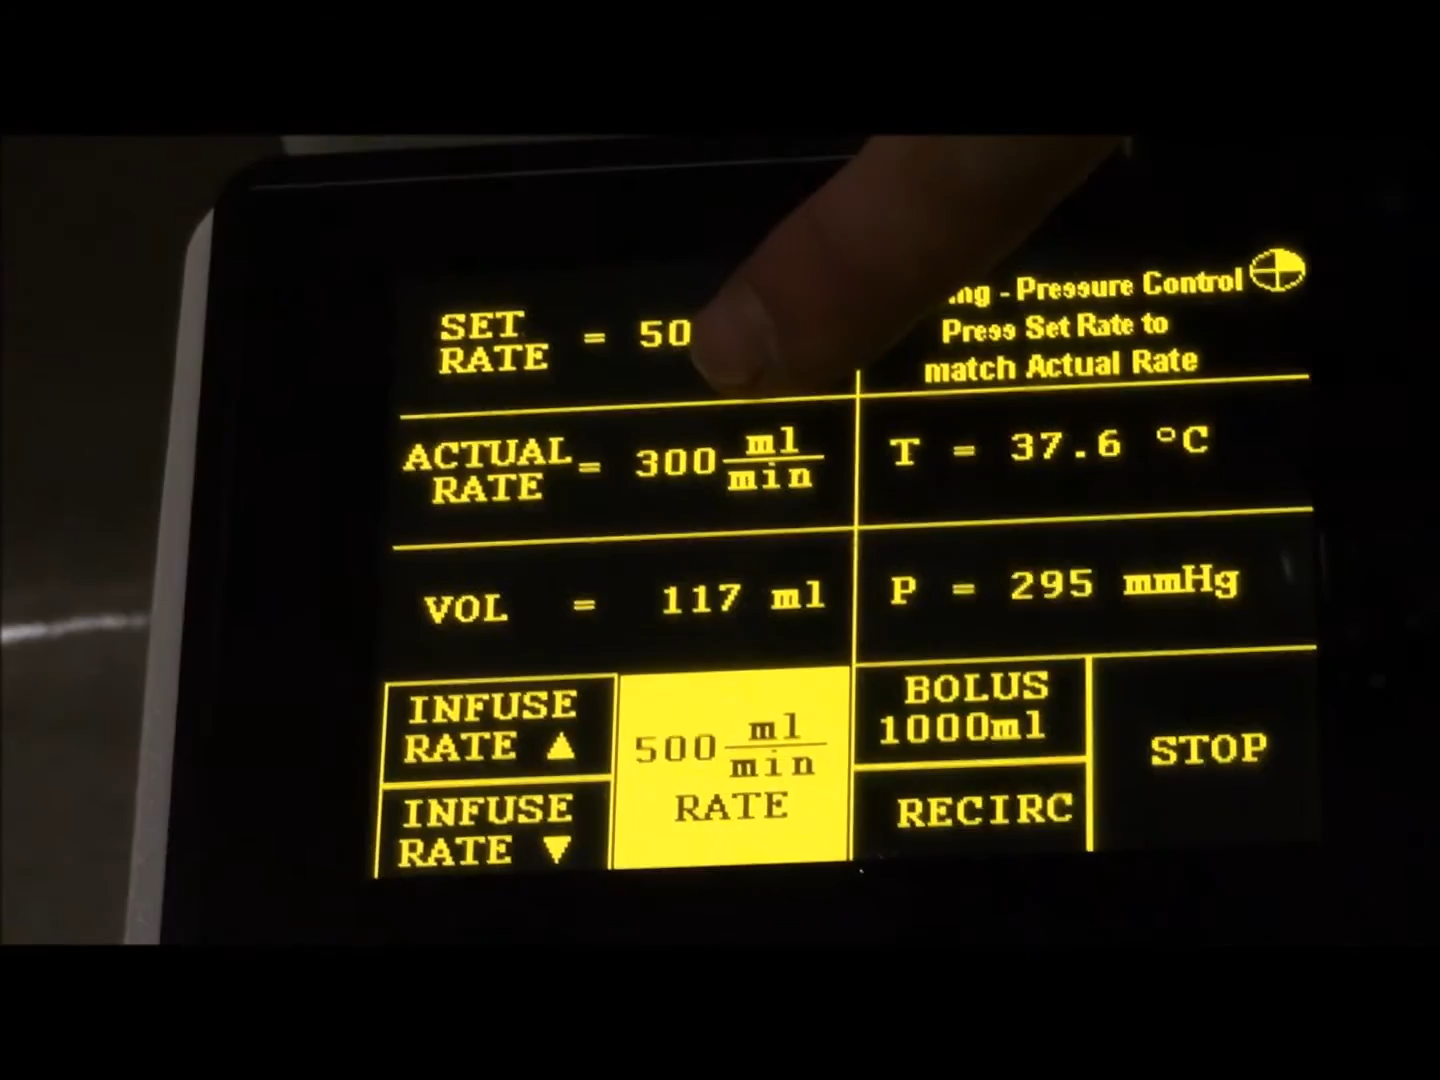 SET
RATE = 50
- Pressure Control
Press Set Rate to
match Actual Rate
ACTUAL
RATE = 300 ml/min
T = 37.6 °C
VOL = 117 ml
P = 295 mmHg
INFUSE
RATE ▲
INFUSE
RATE ▼
500 ml/min
RATE
BOLUS
1000ml
RECIRC
STOP